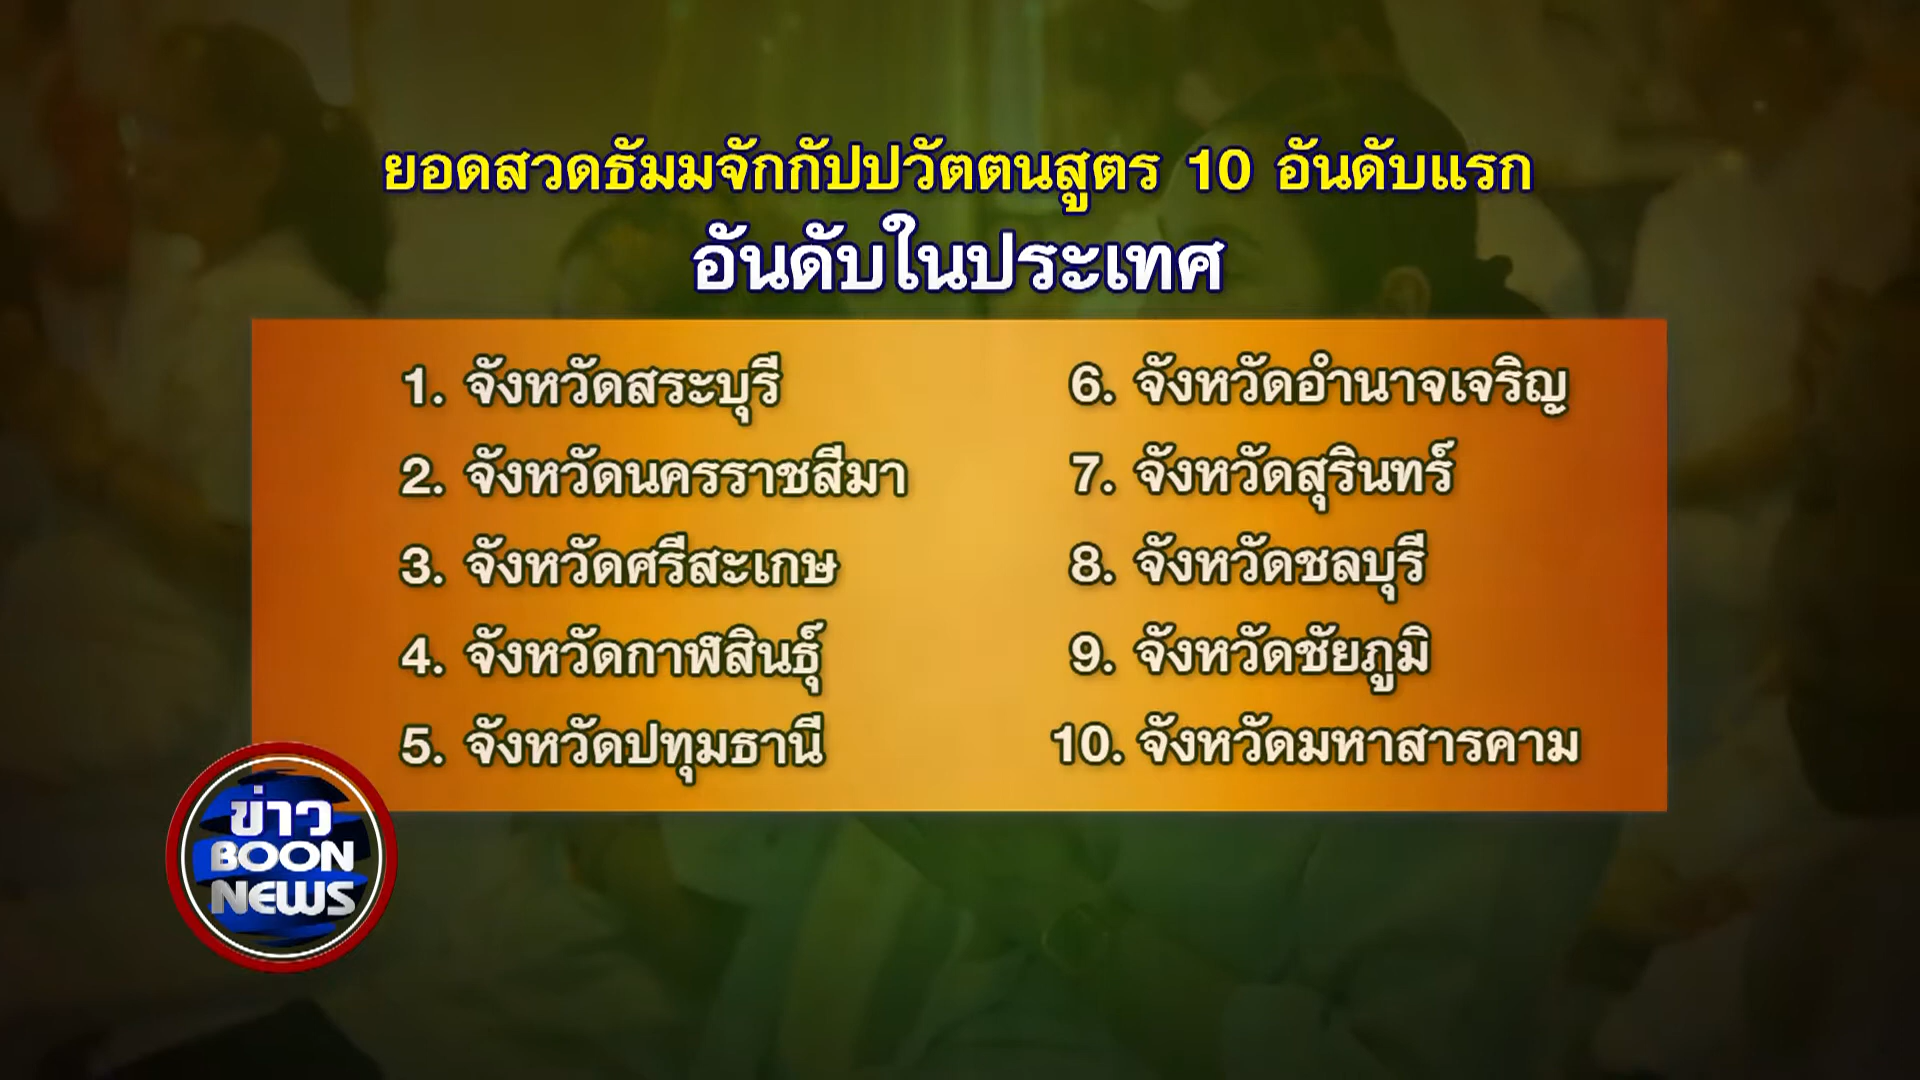 ยอดสวดธัมมจักกัปปวัตตนสูตร 10 อันดับแรก
อันดับในประเทศ
1. จังหวัดสระบุรี
2. จังหวัดนครราชสีมา
3. จังหวัดศรีสะเกษ
4. จังหวัดกาฬสินธุ์
5. จังหวัดปทุมธานี
6. จังหวัดอำนาจเจริญ
7. จังหวัดสุรินทร์
8. จังหวัดชลบุรี
9. จังหวัดชัยภูมิ
10. จังหวัดมหาสารคาม
ข่าว
BOON
NEWS